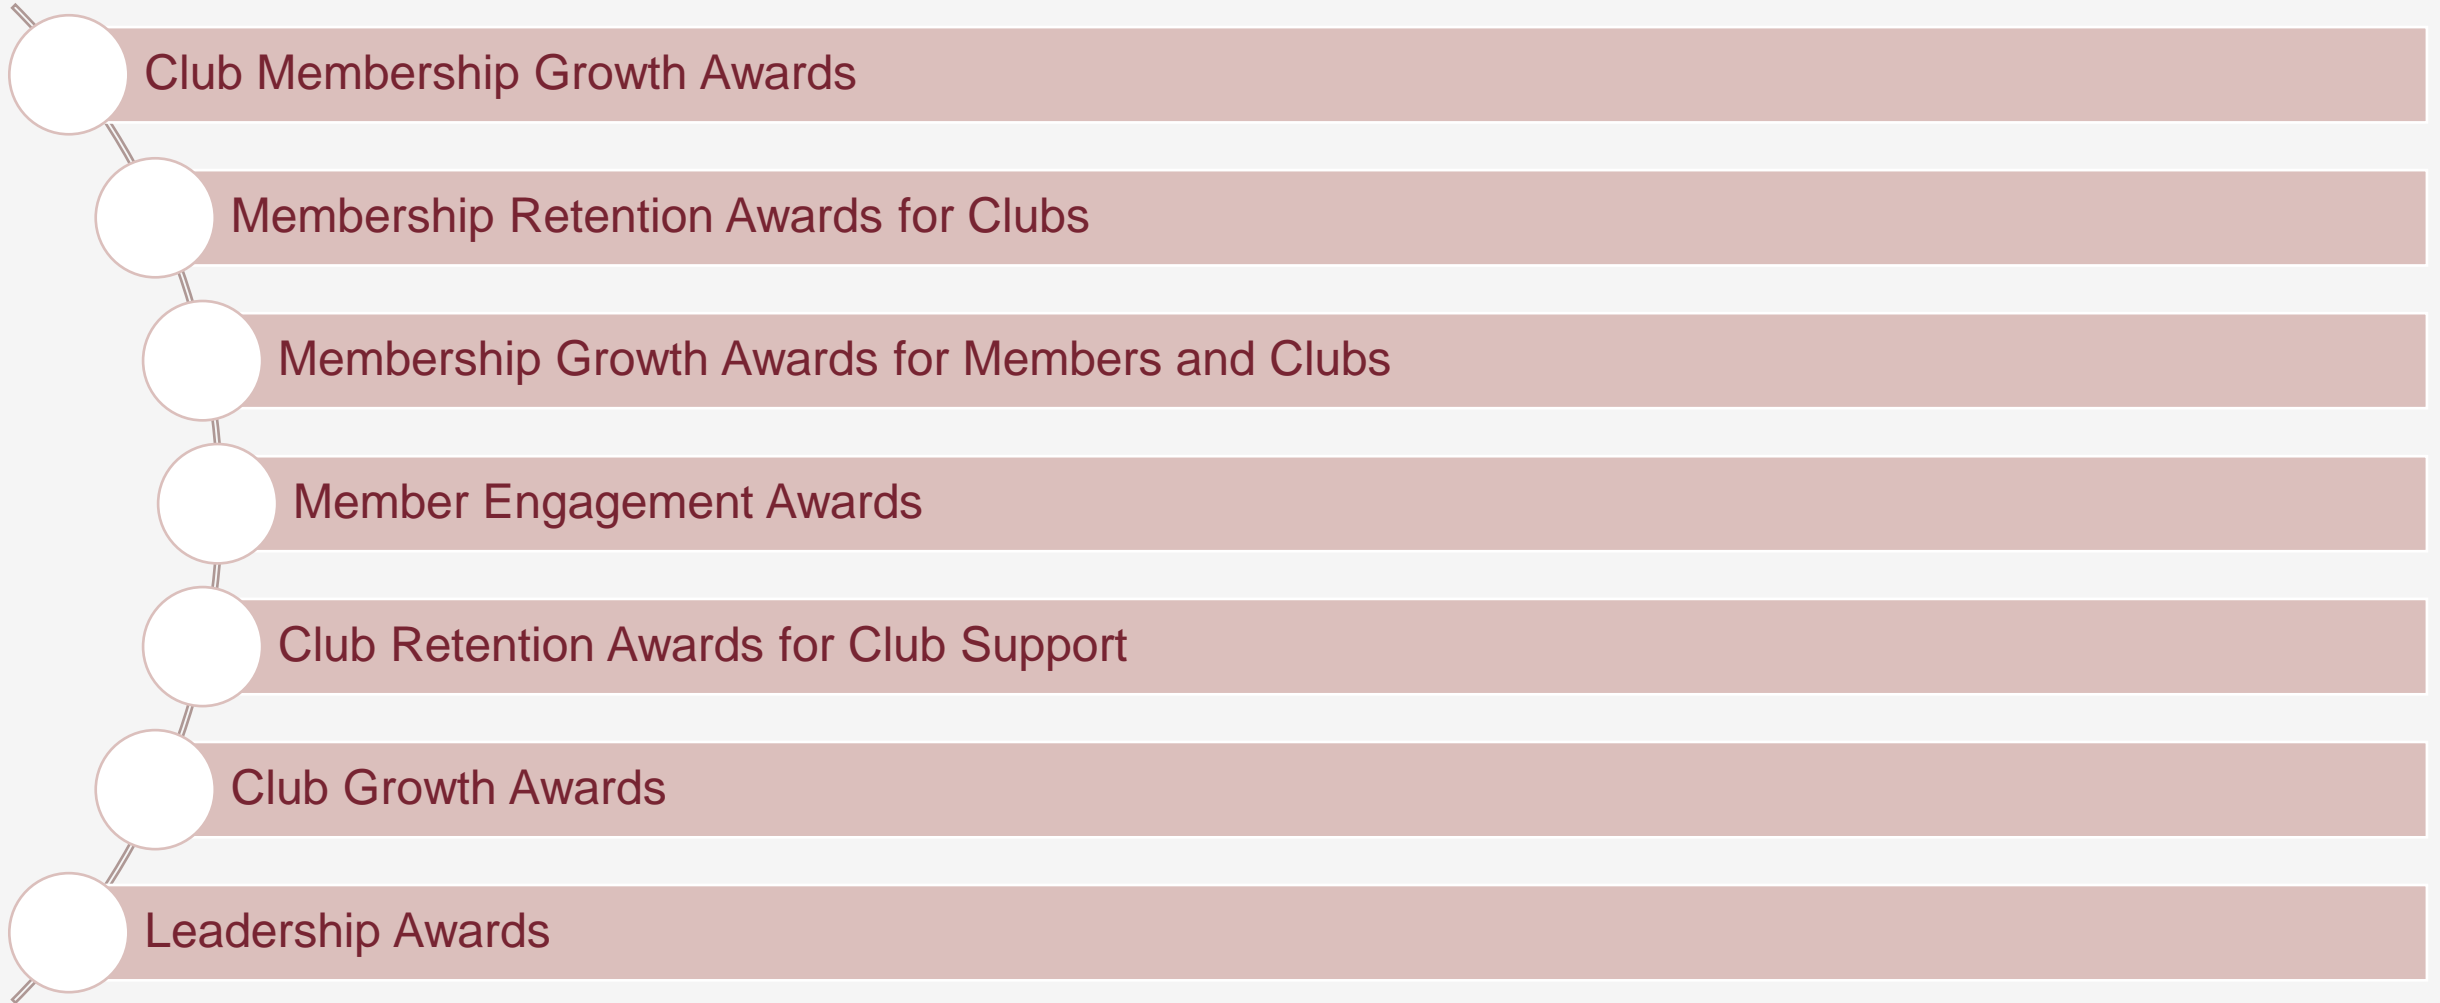 Club Membership Growth Awards
Membership Retention Awards for Clubs
Membership Growth Awards for Members and Clubs
Member Engagement Awards
Club Retention Awards for Club Support
Club Growth Awards
Leadership Awards